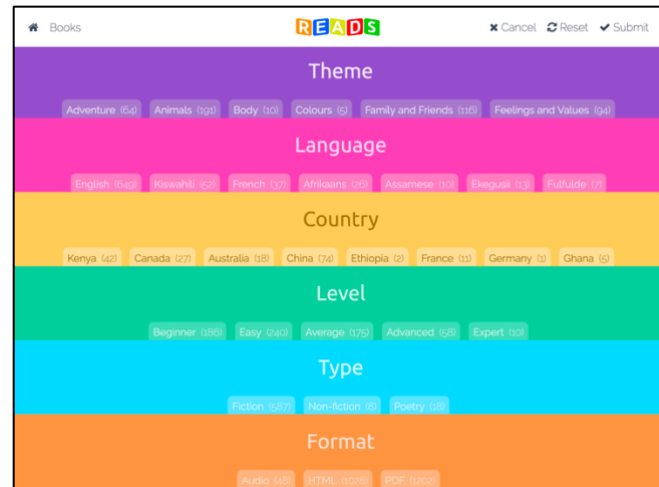 Books READS Cancel Reset Submit
Theme
Adventure (64) Animals (191) Body (10) Colours (5) Family and Friends (116) Feelings and Values (94)
Language
English (649) Kiswahili (52) French (37) Afrikaans (26) Assamese (10) Ekegusii (13) Fulfulde (7)
Country
Kenya (42) Canada (27) Australia (18) China (74) Ethiopia (2) France (11) Germany (1) Ghana (5)
Level
Beginner (186) Easy (240) Average (175) Advanced (58) Expert (10)
Type
Fiction (587) Non-fiction (8) Poetry (18)
Format
Audio (48) HTML (1028) PDF (1202)